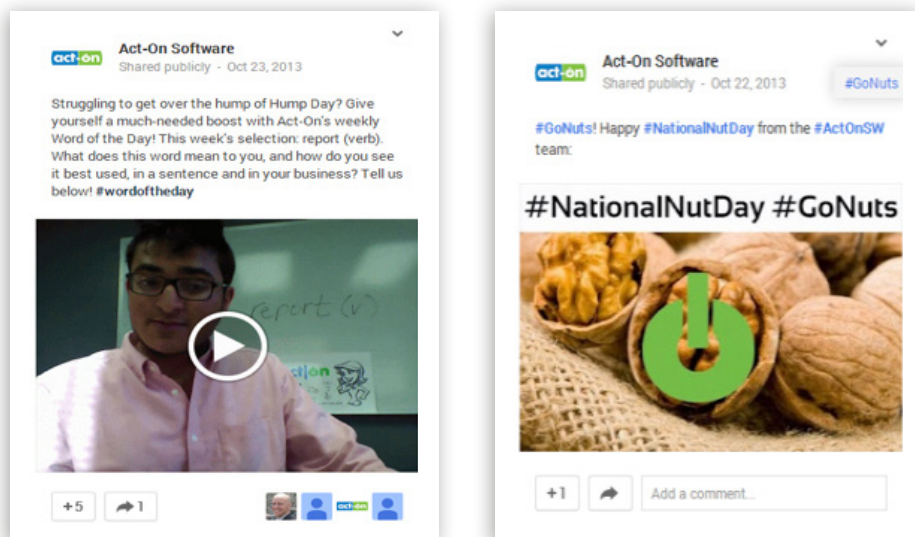 act-on
Act-On Software
Shared publicly - Oct 23, 2013
Struggling to get over the hump of Hump Day? Give
yourself a much-needed boost with Act-On's weekly
Word of the Day! This week's selection: report (verb).
What does this word mean to you, and how do you see
it best used, in a sentence and in your business? Tell us
below! #wordoftheday
report (v)
+5
1
act-on
act-on
Act-On Software
Shared publicly - Oct 22, 2013
#GoNuts
#GoNuts! Happy #NationalNutDay from the #ActOnSW
team:
#NationalNutDay #GoNuts
+1
Add a comment...